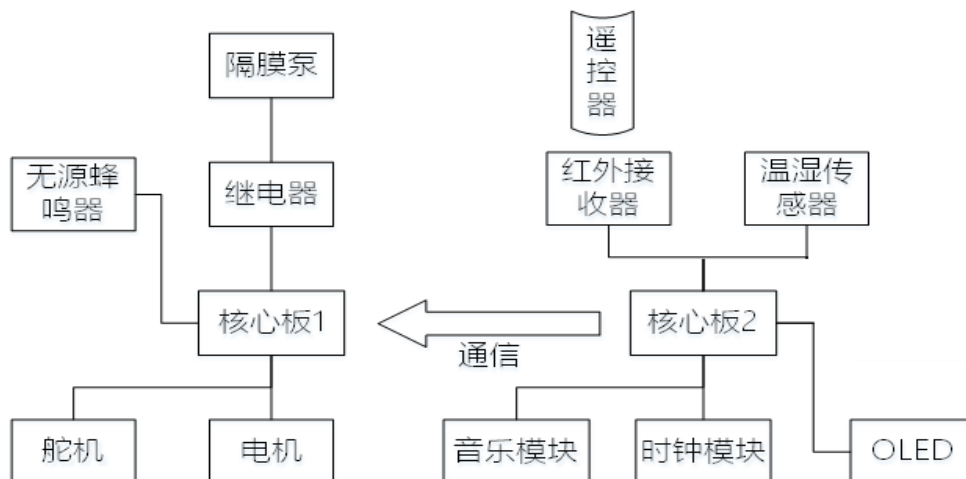 隔膜泵
遥
控
器
无源蜂
鸣器
继电器
红外接
收器
温湿传
感器
核心板1
通信
核心板2
舵机
电机
音乐模块
时钟模块
OLED